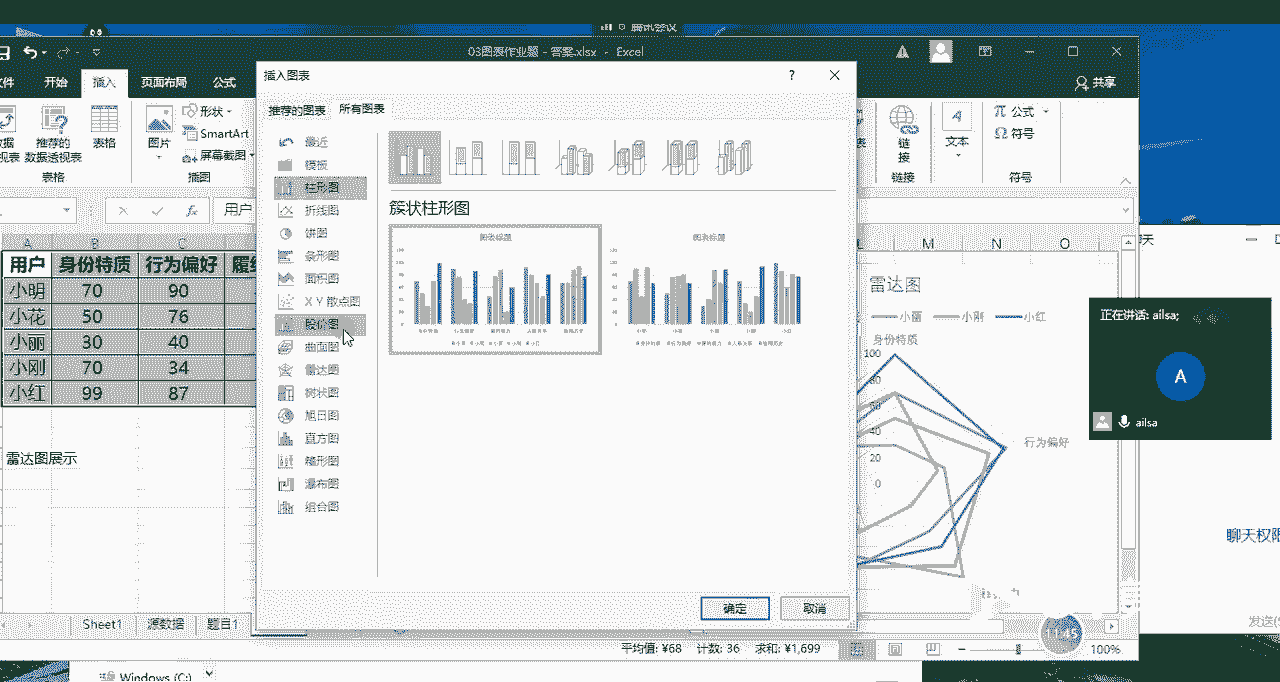 腾讯会议
03图表作业题 - 答案.xlsx - Excel
开始 插入 页面布局 公式
共享
推荐的
数据透视表
表格
图片
形状
SmartArt
屏幕截图
表格
插图
链
接
链接
文本
π 公式
Ω 符号
符号
插入图表
? ×
推荐的图表 所有图表
最近
模板
柱形图
折线图
饼图
条形图
面积图
X Y 散点图
股价图
曲面图
雷达图
树状图
旭日图
直方图
箱形图
瀑布图
组合图
簇状柱形图
图表标题
图表标题
确定
取消
fx 用户
A B C M N O
用户 身份特质 行为偏好
小明 70 90
小花 50 76
小丽 30 40
小刚 70 34
小红 99 87
雷达图展示
雷达图
小丽 小刚 小红
身份特质
100
80
60
40
20
0
行为偏好
正在讲话: ailsa;
A
ailsa
聊天权限
Sheet1 源数据 题目1
平均值: ¥68 计数: 36 求和: ¥1,699
100%
11:45
Windows (C:)